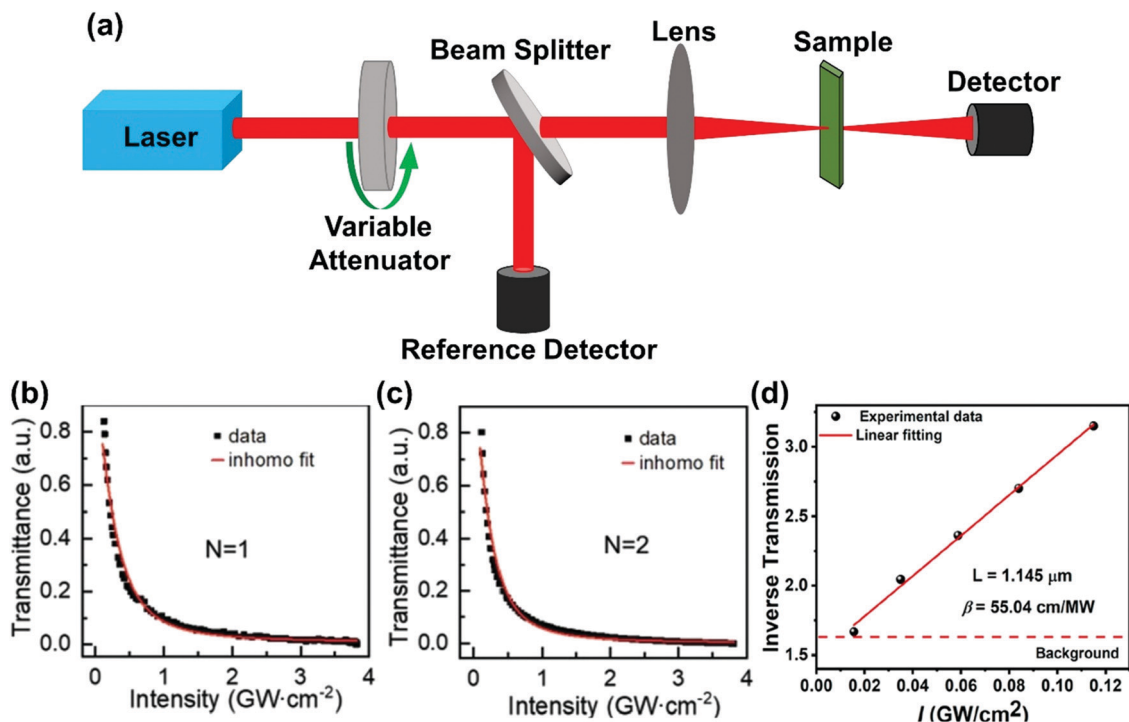 (a)
Laser
Variable
Attenuator
Beam Splitter
Reference Detector
Lens
Sample
Detector
(b)
Transmittance (a.u.)
0.8
0.6
0.4
0.2
0.0
data
inhomo fit
N=1
0 1 2 3 4
Intensity (GW·cm-2)
(c)
Transmittance (a.u.)
0.8
0.6
0.4
0.2
0.0
data
inhomo fit
N=2
0 1 2 3 4
Intensity (GW·cm-2)
(d)
Inverse Transmission
3.0
2.5
2.0
1.5
Experimental data
Linear fitting
L = 1.145 μm
β = 55.04 cm/MW
Background
0.00 0.02 0.04 0.06 0.08 0.10 0.12
I (GW/cm2)